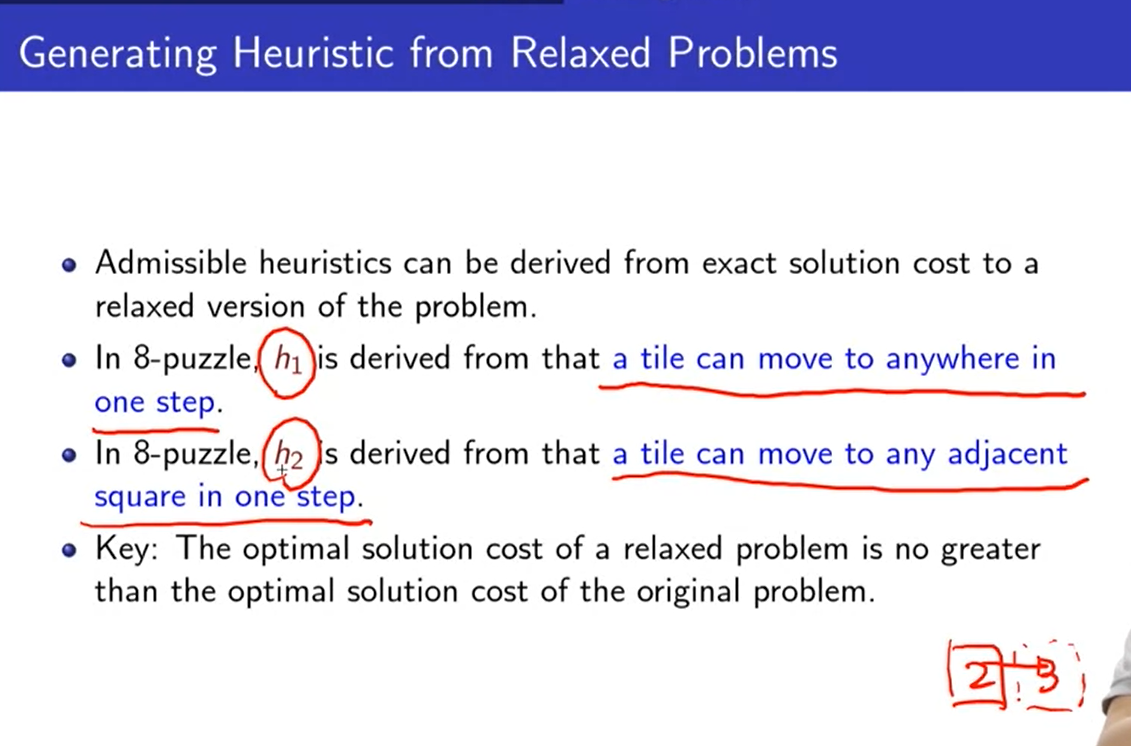 Generating Heuristic from Relaxed Problems
Admissible heuristics can be derived from exact solution cost to a
relaxed version of the problem.
In 8-puzzle, h₁ is derived from that a tile can move to anywhere in
one step.
In 8-puzzle, h₂ is derived from that a tile can move to any adjacent
square in one step.
Key: The optimal solution cost of a relaxed problem is no greater
than the optimal solution cost of the original problem.
2 3